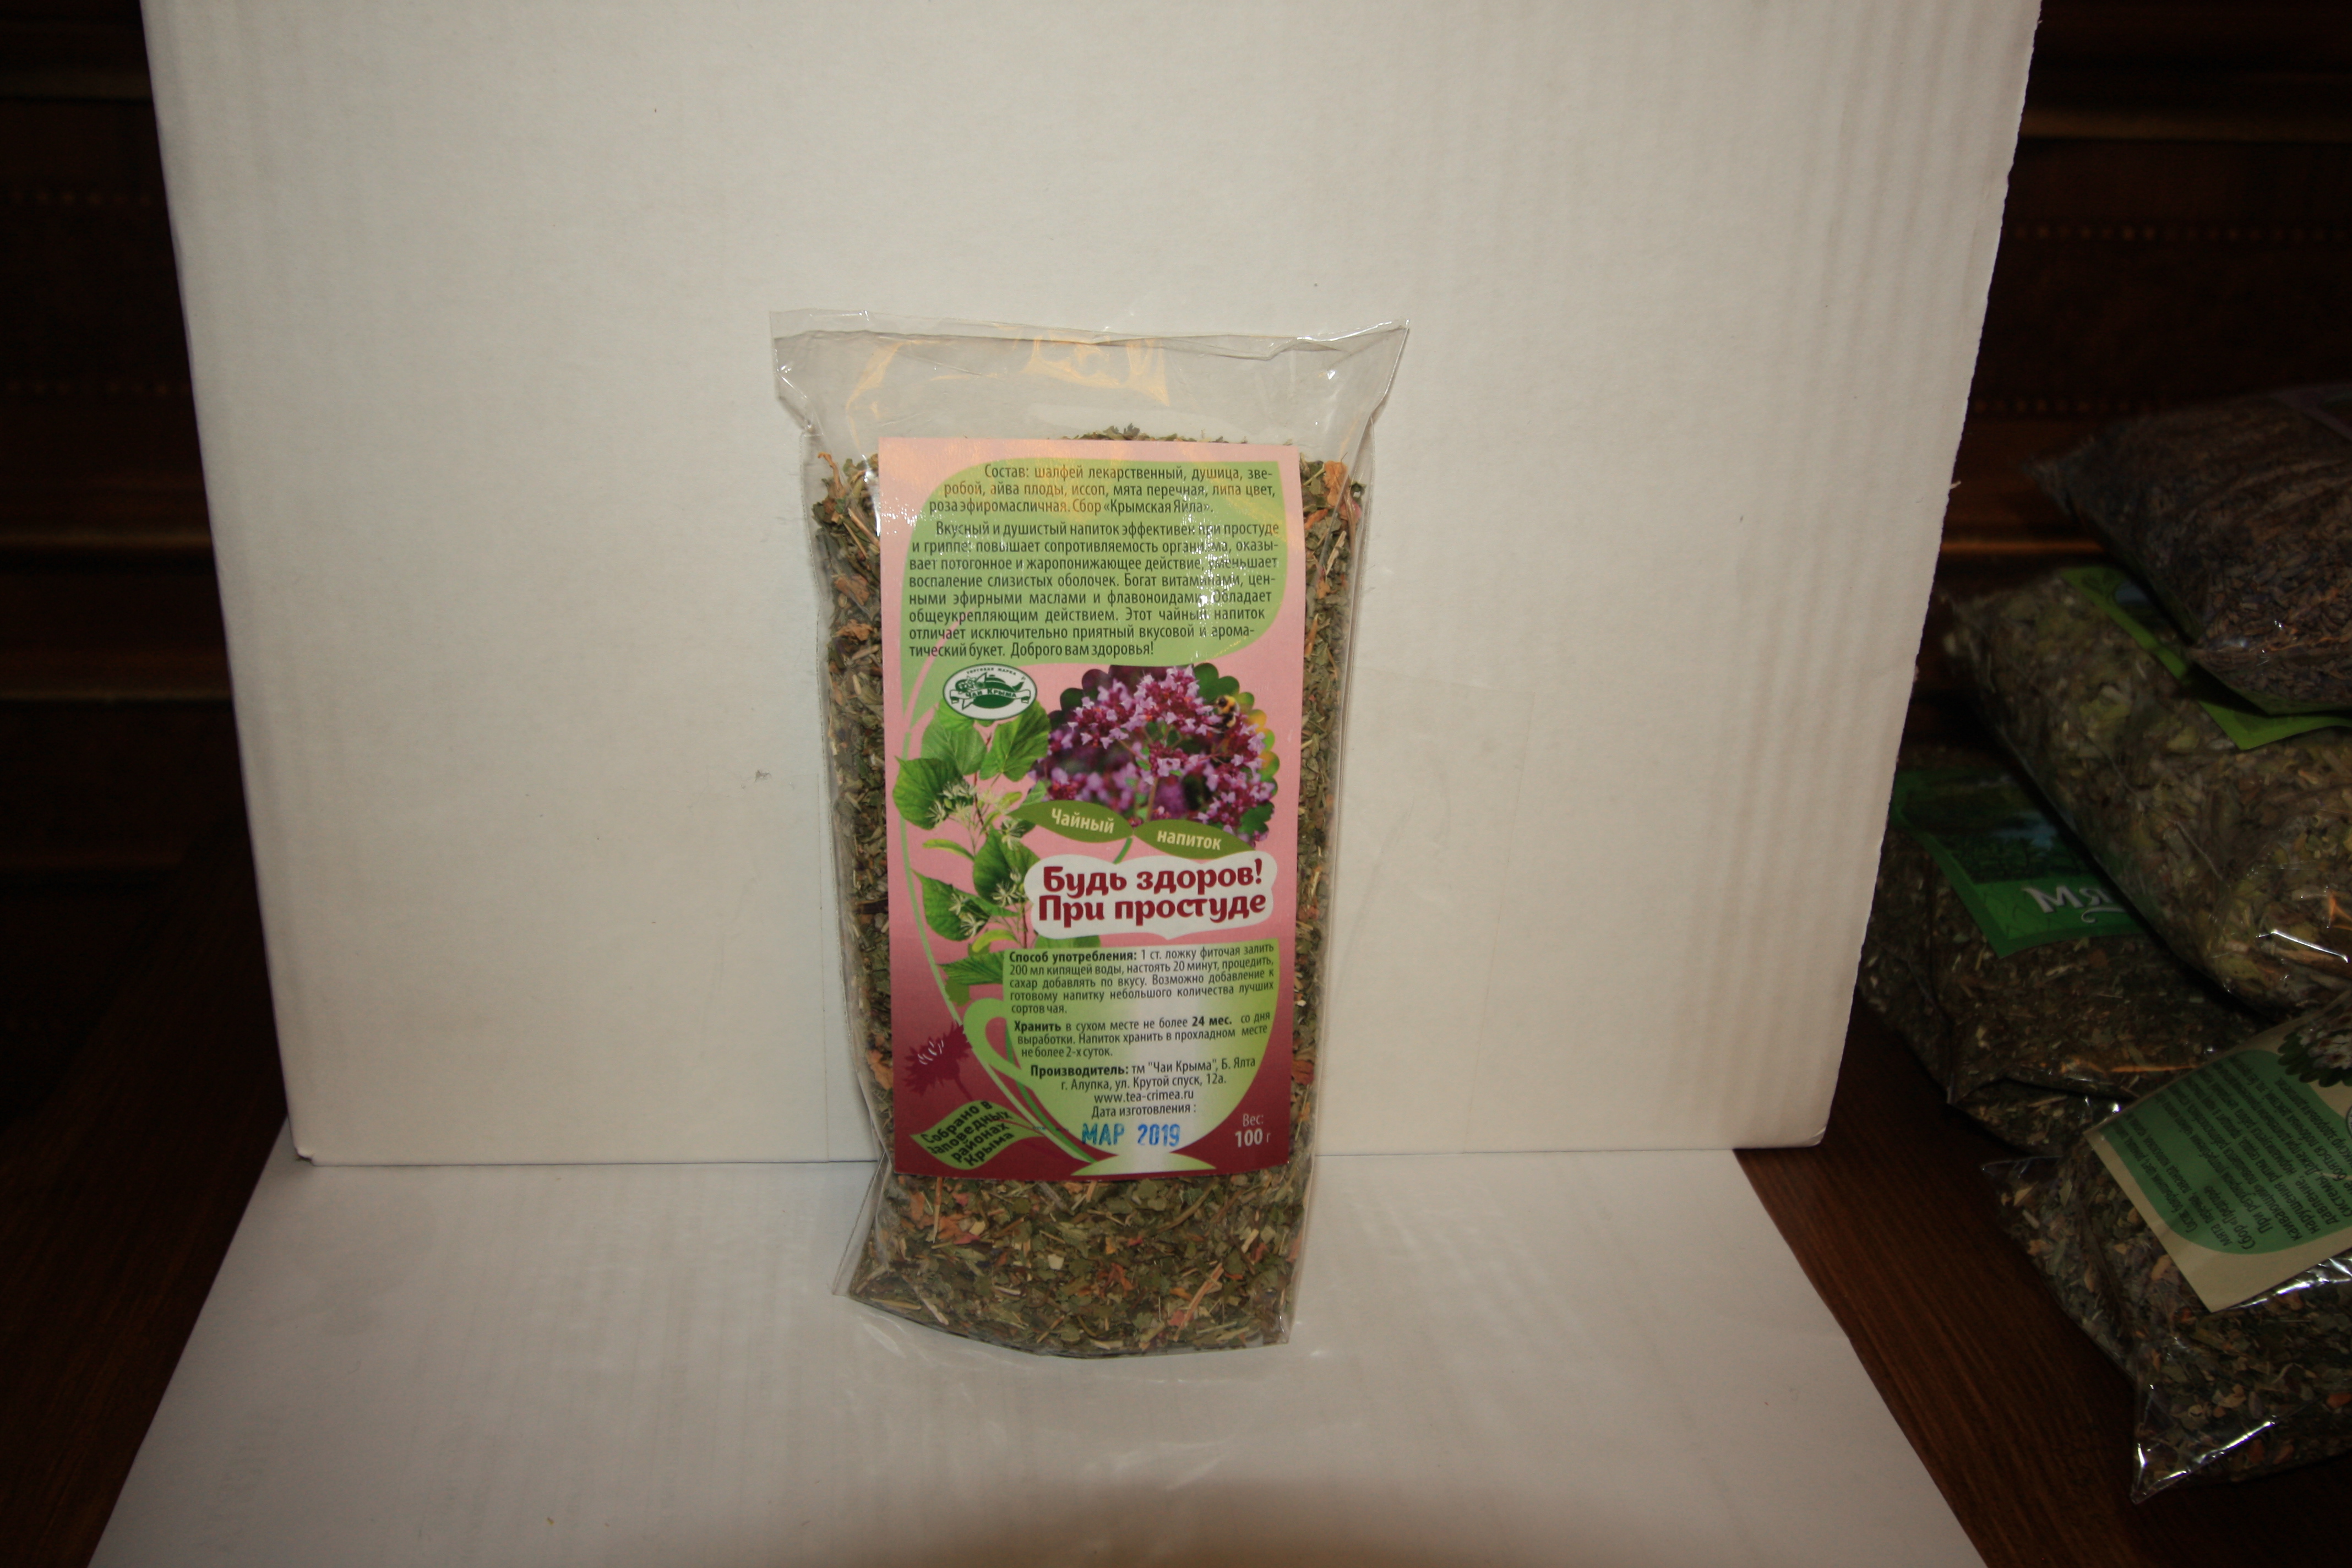 Состав: шалфей лекарственный, душица, зве-
робой, айва плоды, иссоп, мята перечная, липа цвет,
роза эфиромасличная. Сбор «Крымская Яйла».
Вкусный и душистый напиток эффективен при простуде
и гриппе: повышает сопротивляемость организма, оказы-
вает потогонное и жаропонижающее действие, уменьшает
воспаление слизистых оболочек. Богат витаминами, цен-
ными эфирными маслами и флавоноидами. Обладает
общеукрепляющим действием. Этот чайный напиток
отличает исключительно приятный вкусовой и арома-
тический букет. Доброго вам здоровья!
ТОРГОВАЯ МАРКА
ЧАИ КРЫМА
Чайный напиток
Будь здоров!
При простуде
Способ употребления: 1 ст. ложку фиточая залить
200 мл кипящей воды, настоять 20 минут, процедить,
сахар добавлять по вкусу. Возможно добавление к
готовому напитку небольшого количества лучших
сортов чая.
Хранить в сухом месте не более 24 мес. со дня
выработки. Напиток хранить в прохладном месте
не более 2-х суток.
Производитель: тм "Чаи Крыма", Б. Ялта
г. Алупка, ул. Крутой спуск, 12а.
www.tea-crimea.ru
Дата изготовления :
МАР 2019
Вес:
100 г
Собрано в
заповедных
районах
Крыма